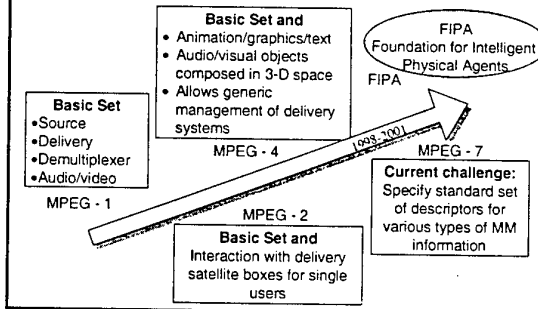 Basic Set and
• Animation/graphics/text
• Audio/visual objects
composed in 3-D space
• Allows generic
management of delivery
systems
MPEG - 4
FIPA
Foundation for Intelligent
Physical Agents
FIPA
Basic Set
•Source
•Delivery
•Demultiplexer
•Audio/video
MPEG - 1
1998-2001
MPEG - 7
Current challenge:
Specify standard set
of descriptors for
various types of MM
information
MPEG - 2
Basic Set and
Interaction with delivery
satellite boxes for single
users